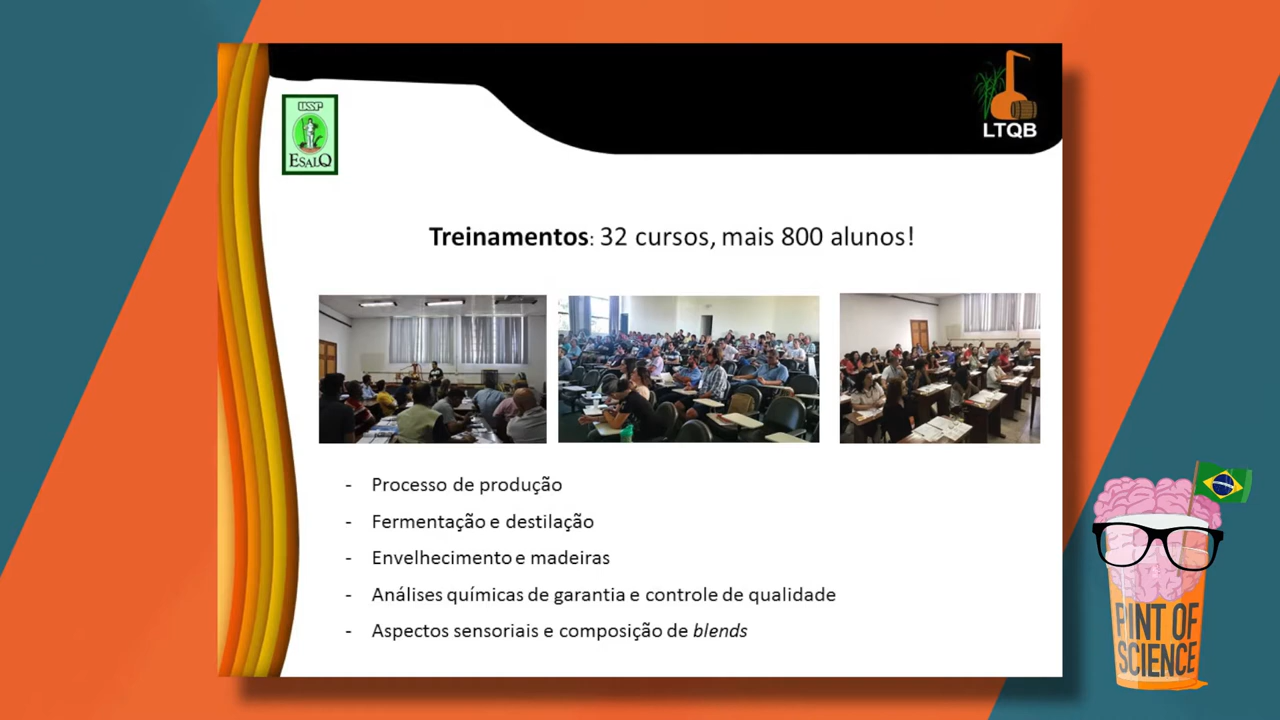 LTQB
USP
ESALQ
Treinamentos: 32 cursos, mais 800 alunos!
- Processo de produção
- Fermentação e destilação
- Envelhecimento e madeiras
- Análises químicas de garantia e controle de qualidade
- Aspectos sensoriais e composição de blends
PINT OF
SCIENCE